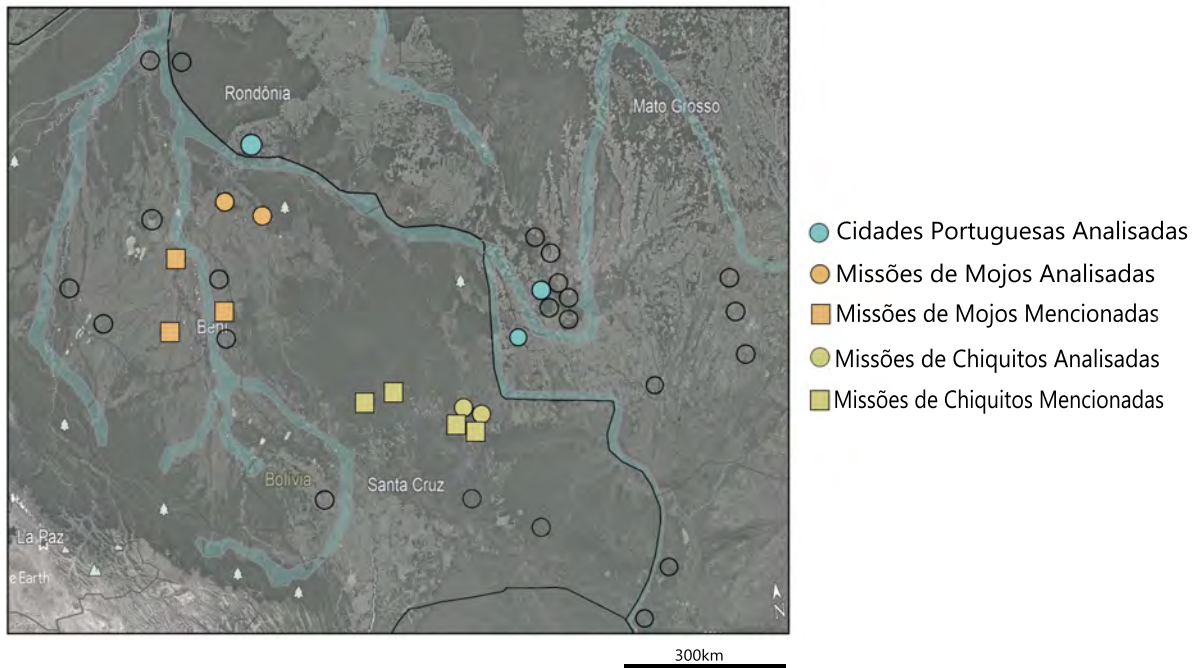 Rondônia
Mato Grosso
Beni
Bolívia
Santa Cruz
La Paz
e Earth
N
Cidades Portuguesas Analisadas
Missões de Mojos Analisadas
Missões de Mojos Mencionadas
Missões de Chiquitos Analisadas
Missões de Chiquitos Mencionadas
300km